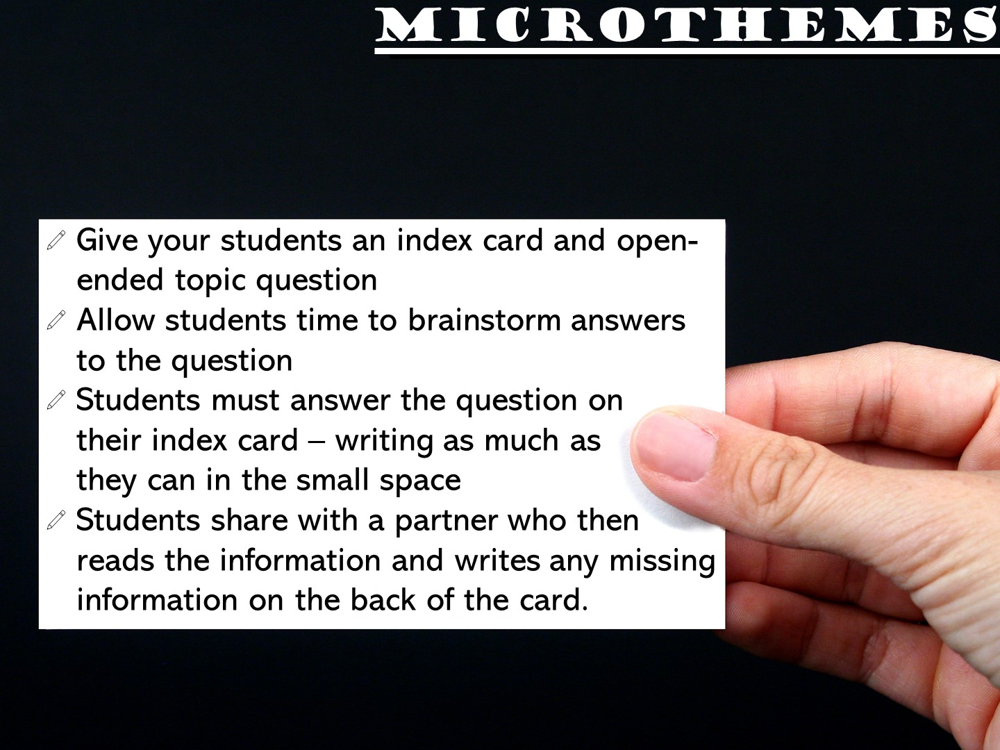 MICROTHEMES
Give your students an index card and open-
ended topic question
Allow students time to brainstorm answers
to the question
Students must answer the question on
their index card – writing as much as
they can in the small space
Students share with a partner who then
reads the information and writes any missing
information on the back of the card.